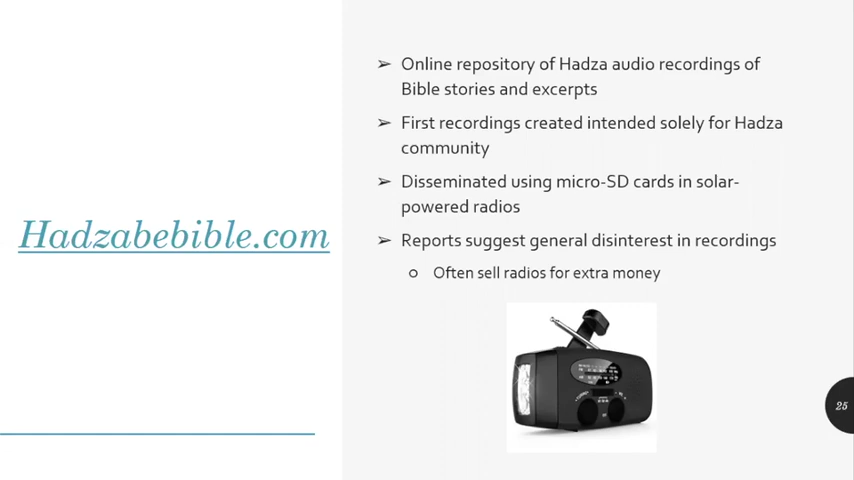 Hadzabebible.com
➢ Online repository of Hadza audio recordings of
Bible stories and excerpts
➢ First recordings created intended solely for Hadza
community
➢ Disseminated using micro-SD cards in solar-
powered radios
➢ Reports suggest general disinterest in recordings
○ Often sell radios for extra money
25